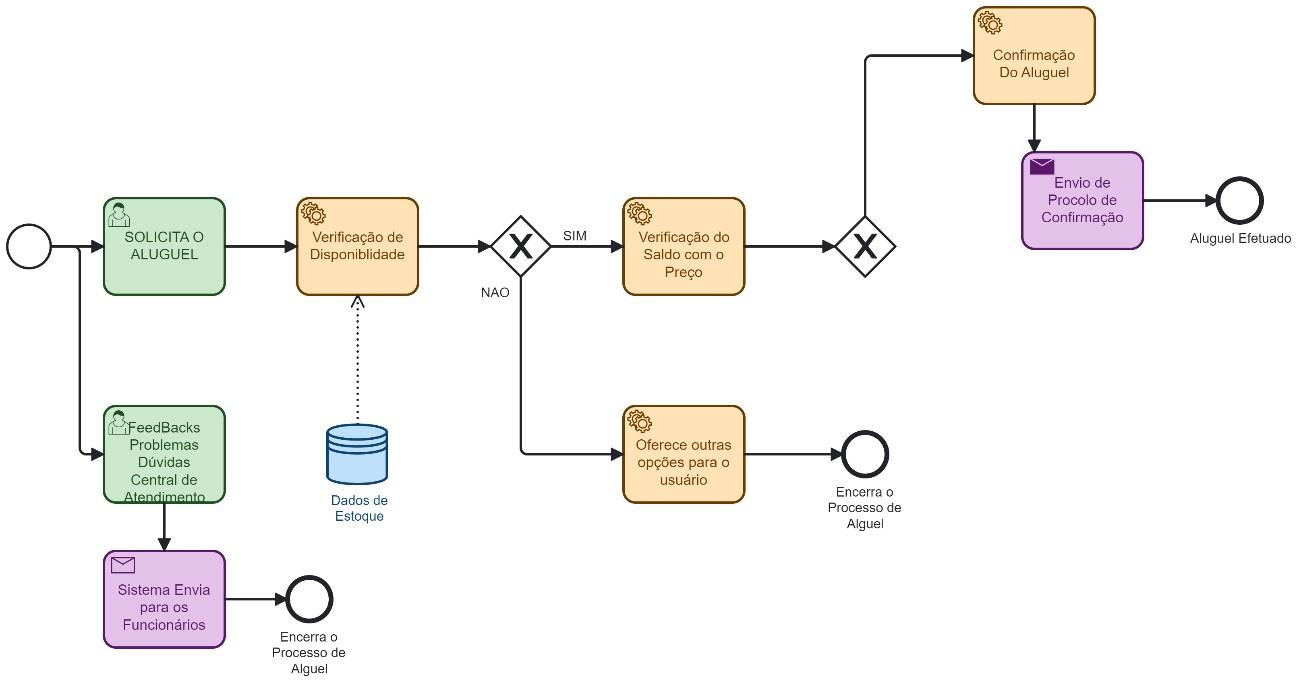 Confirmação
Do Aluguel
Envio de
Procolo de
Confirmação
Aluguel Efetuado
SOLICITA O
ALUGUEL
Verificação de
Disponiblidade
SIM
NAO
Verificação do
Saldo com o
Preço
FeedBacks
Problemas
Dúvidas
Central de
Atendimento
Dados de
Estoque
Oferece outras
opções para o
usuário
Encerra o
Processo de
Alguel
Sistema Envia
para os
Funcionários
Encerra o
Processo de
Alguel